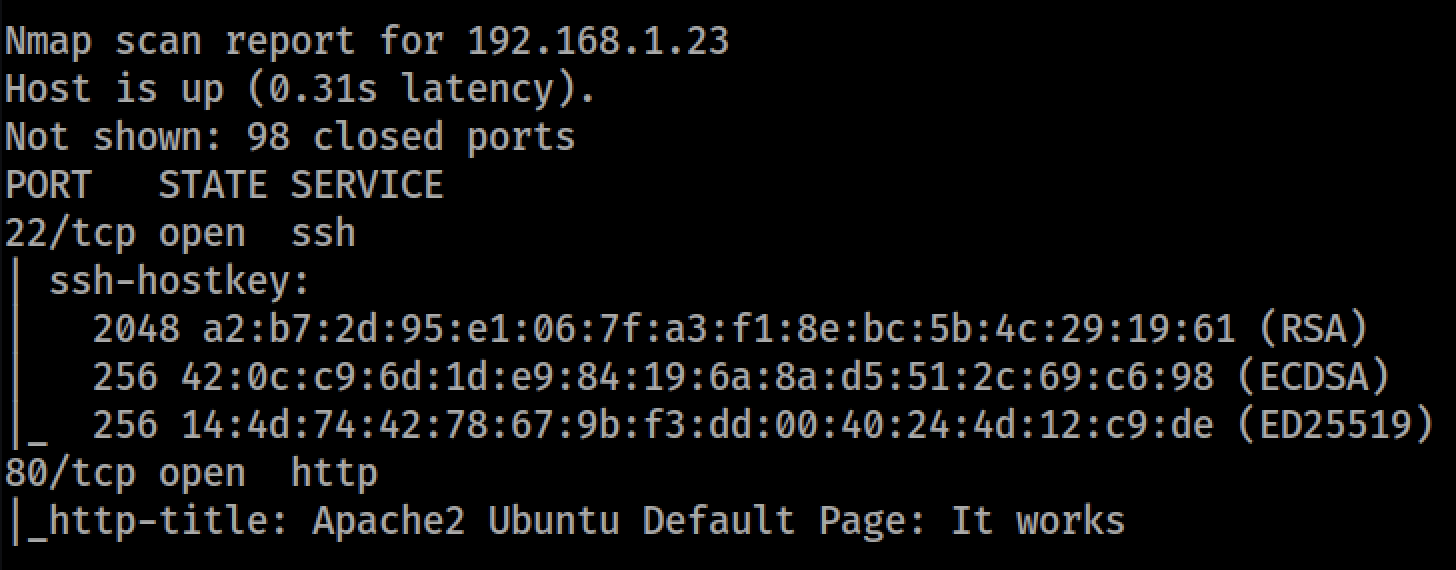 Nmap scan report for 192.168.1.23
Host is up (0.31s latency).
Not shown: 98 closed ports
PORT   STATE SERVICE
22/tcp open  ssh
| ssh-hostkey:
|   2048 a2:b7:2d:95:e1:06:7f:a3:f1:8e:bc:5b:4c:29:19:61 (RSA)
|   256 42:0c:c9:6d:1d:e9:84:19:6a:8a:d5:51:2c:69:c6:98 (ECDSA)
|_  256 14:4d:74:42:78:67:9b:f3:dd:00:40:24:4d:12:c9:de (ED25519)
80/tcp open  http
|_http-title: Apache2 Ubuntu Default Page: It works